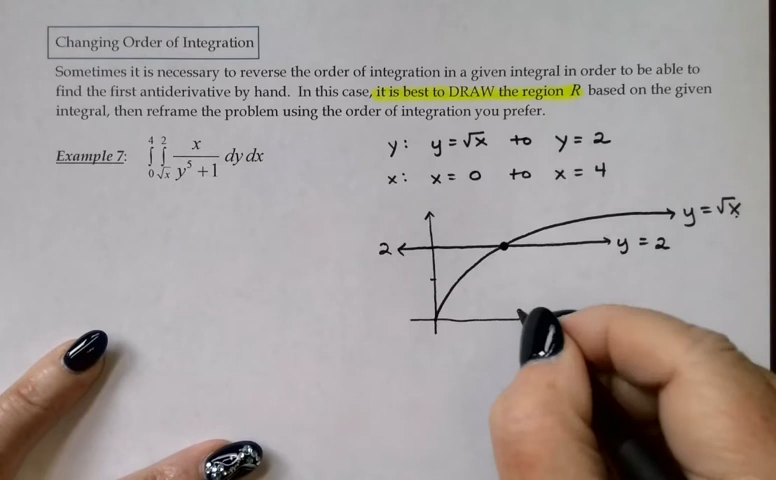 Changing Order of Integration
Sometimes it is necessary to reverse the order of integration in a given integral in order to be able to
find the first antiderivative by hand. In this case, it is best to DRAW the region R based on the given
integral, then reframe the problem using the order of integration you prefer.
Example 7: ∫₀⁴ ∫_√x² x/(y⁵ + 1) dy dx
y: y = √x to y = 2
x: x = 0 to x = 4
y = √x
2 y = 2